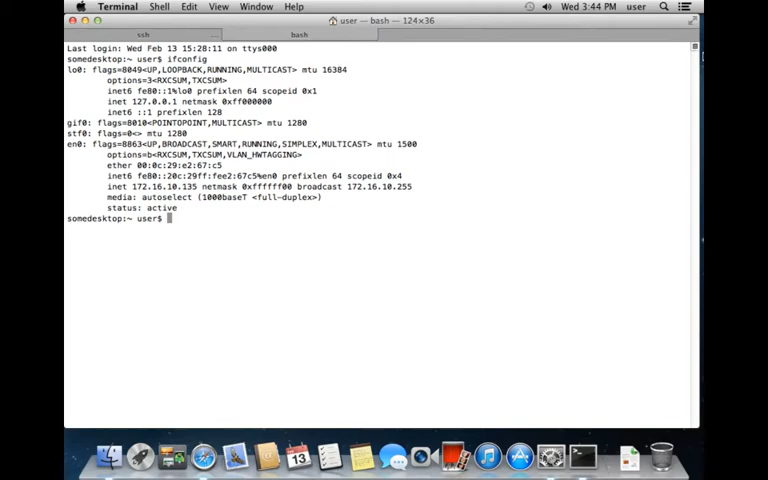 Terminal Shell Edit View Window Help Wed 3:44 PM user
user — bash — 124×36
ssh bash
Last login: Wed Feb 13 15:28:11 on ttys000
somedesktop:~ user$ ifconfig
lo0: flags=8049<UP,LOOPBACK,RUNNING,MULTICAST> mtu 16384
options=3<RXCSUM,TXCSUM>
inet6 fe80::1%lo0 prefixlen 64 scopeid 0x1
inet 127.0.0.1 netmask 0xff000000
inet6 ::1 prefixlen 128
gif0: flags=8010<POINTOPOINT,MULTICAST> mtu 1280
stf0: flags=0<> mtu 1280
en0: flags=8863<UP,BROADCAST,SMART,RUNNING,SIMPLEX,MULTICAST> mtu 1500
options=b<RXCSUM,TXCSUM,VLAN_HWTAGGING>
ether 00:0c:29:e2:67:c5
inet6 fe80::20c:29ff:fee2:67c5%en0 prefixlen 64 scopeid 0x4
inet 172.16.10.135 netmask 0xffffff00 broadcast 172.16.10.255
media: autoselect (1000baseT <full-duplex>)
status: active
somedesktop:~ user$
13